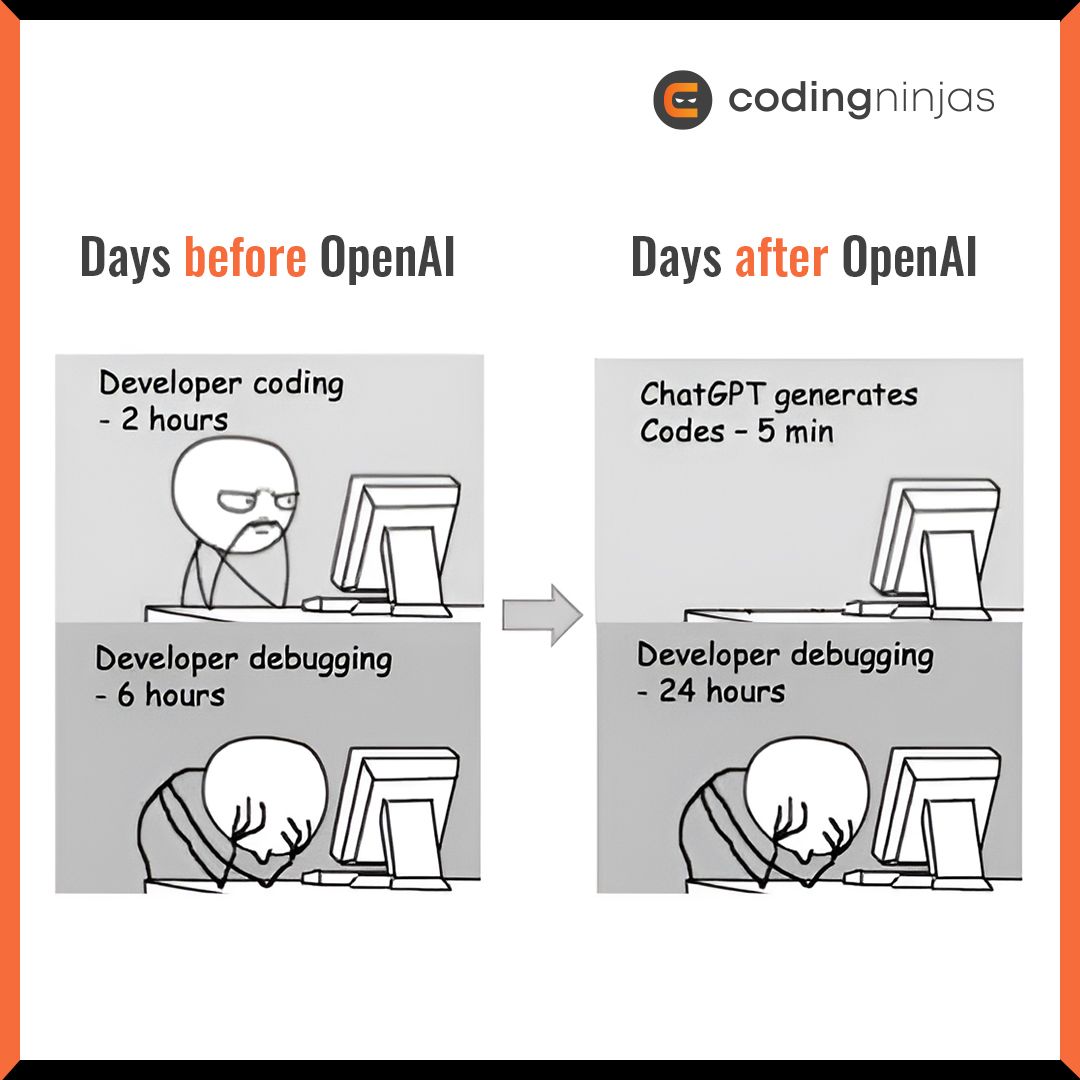 codingninjas
Days before OpenAI
Days after OpenAI
Developer coding
- 2 hours
Developer debugging
- 6 hours
ChatGPT generates
Codes – 5 min
Developer debugging
- 24 hours